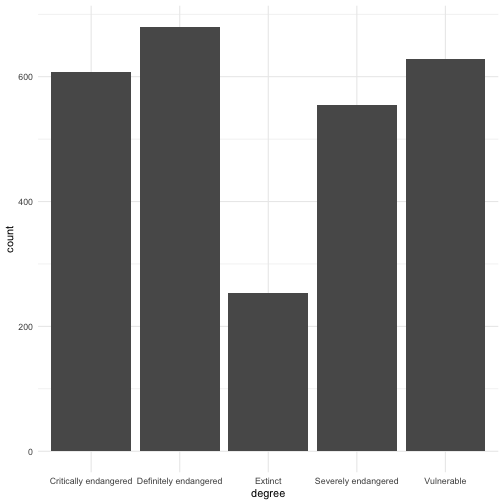 600
400
200
0
count
Critically endangered Definitely endangered Extinct Severely endangered Vulnerable
degree